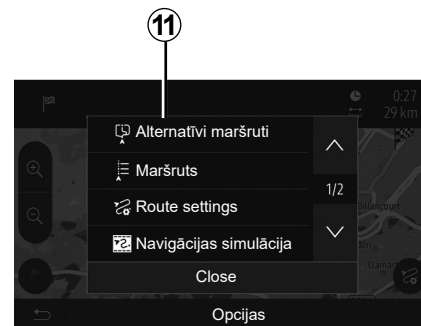 11
0:27
29 km
Alternatīvi maršruti
Maršruts
1/2
Route settings
Navigācijas simulācija
Close
Opcijas